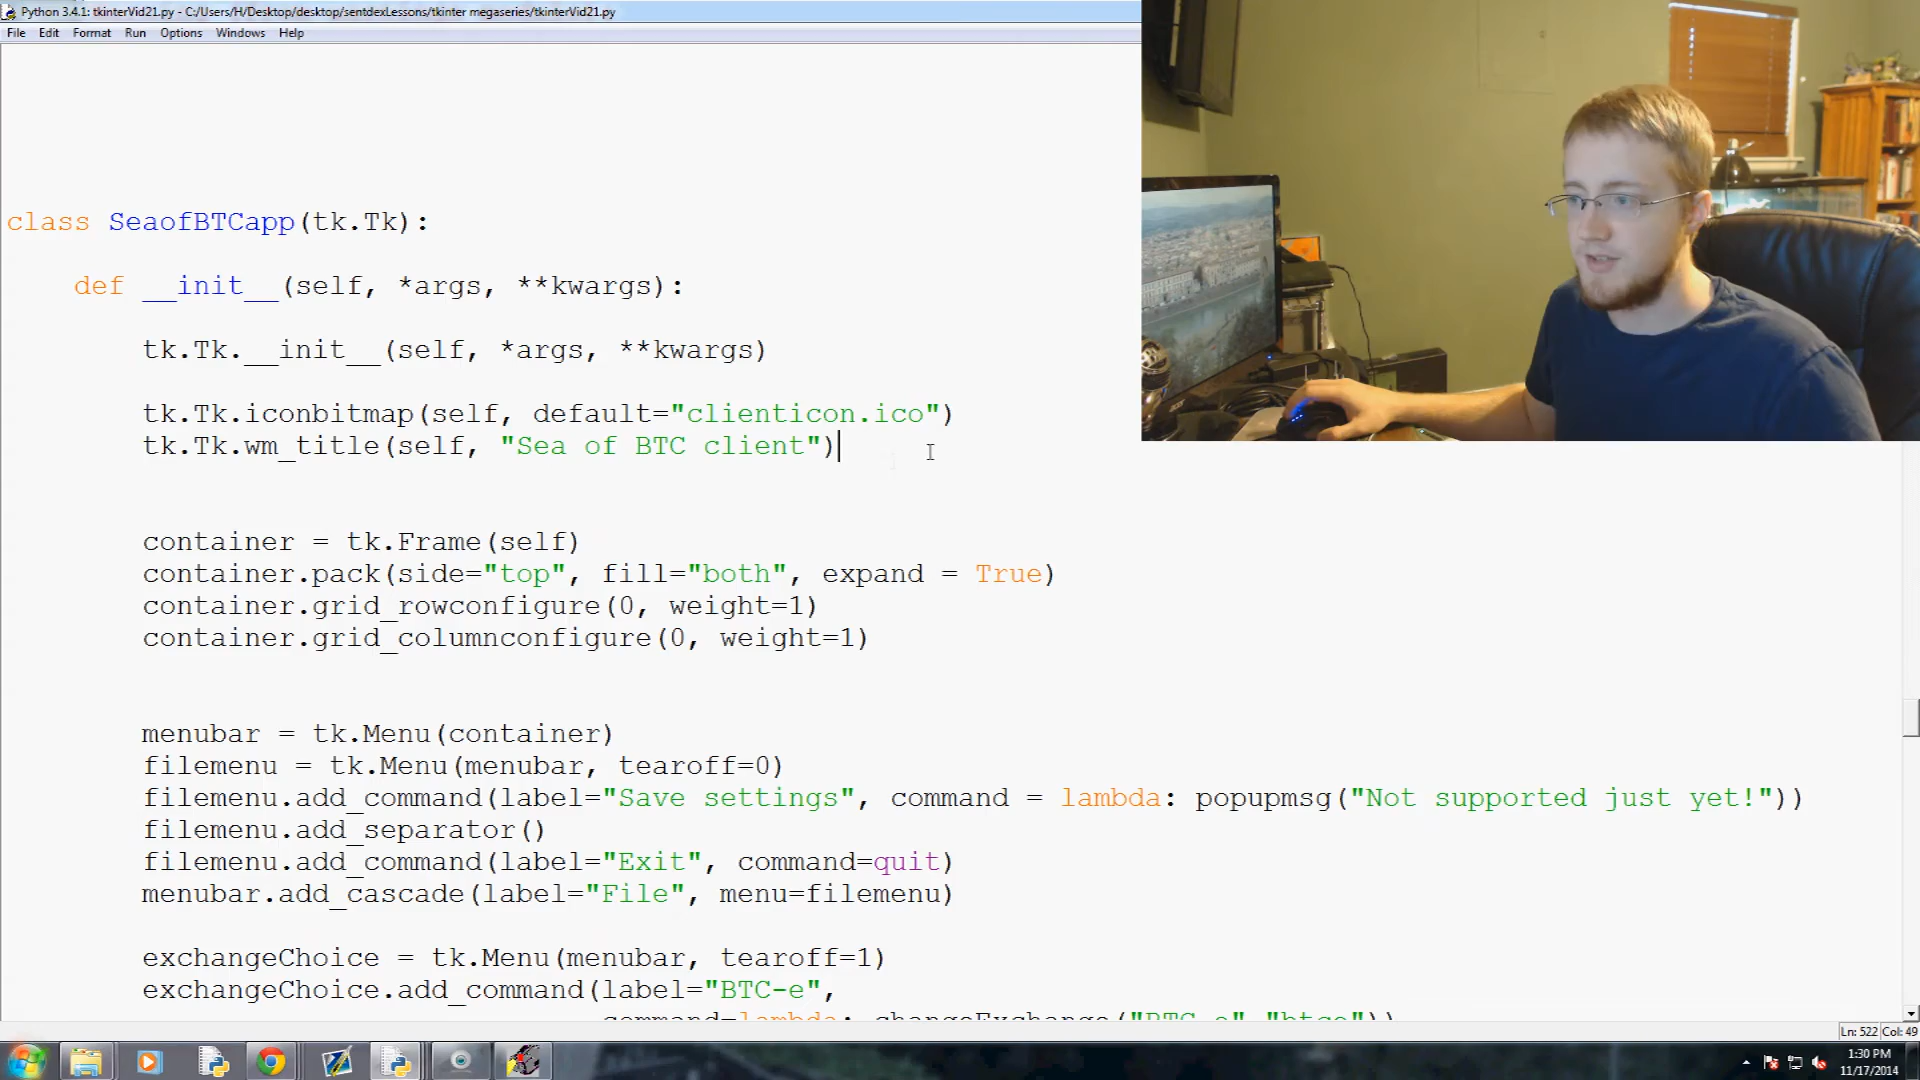 Python 3.4.1: tkinterVid21.py - C:/Users/H/Desktop/desktop/sentdexLessons/tkinter megaseries/tkinterVid21.py
File Edit Format Run Options Windows Help
class SeaofBTCapp(tk.Tk):
def __init__(self, *args, **kwargs):
tk.Tk.__init__(self, *args, **kwargs)
tk.Tk.iconbitmap(self, default="clienticon.ico")
tk.Tk.wm_title(self, "Sea of BTC client")
container = tk.Frame(self)
container.pack(side="top", fill="both", expand = True)
container.grid_rowconfigure(0, weight=1)
container.grid_columnconfigure(0, weight=1)
menubar = tk.Menu(container)
filemenu = tk.Menu(menubar, tearoff=0)
filemenu.add_command(label="Save settings", command = lambda: popupmsg("Not supported just yet!"))
filemenu.add_separator()
filemenu.add_command(label="Exit", command=quit)
menubar.add_cascade(label="File", menu=filemenu)
exchangeChoice = tk.Menu(menubar, tearoff=1)
exchangeChoice.add_command(label="BTC-e",
command=lambda: changeExchange("BTC-e","btce"))
Ln: 522 Col: 49
1:30 PM
11/17/2014